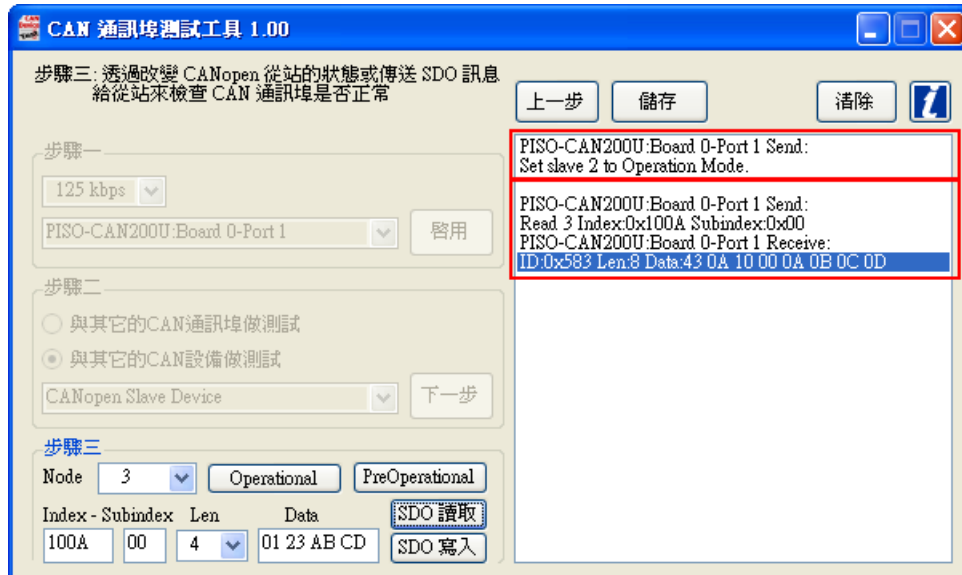 CAN 通訊埠測試工具 1.00
步驟三: 透過改變 CANopen 從站的狀態或傳送 SDO 訊息
給從站來檢查 CAN 通訊埠是否正常
上一步
儲存
清除
步驟一
125 kbps
PISO-CAN200U:Board 0-Port 1
啓用
步驟二
與其它的CAN通訊埠做測試
與其它的CAN設備做測試
CANopen Slave Device
下一步
步驟三
Node
3
Operational
PreOperational
Index - Subindex Len Data
SDO 讀取
100A 00 4 01 23 AB CD
SDO 寫入
PISO-CAN200U:Board 0-Port 1 Send:
Set slave 2 to Operation Mode.
PISO-CAN200U:Board 0-Port 1 Send:
Read 3 Index:0x100A Subindex:0x00
PISO-CAN200U:Board 0-Port 1 Receive:
ID:0x583 Len:8 Data:43 0A 10 00 0A 0B 0C 0D